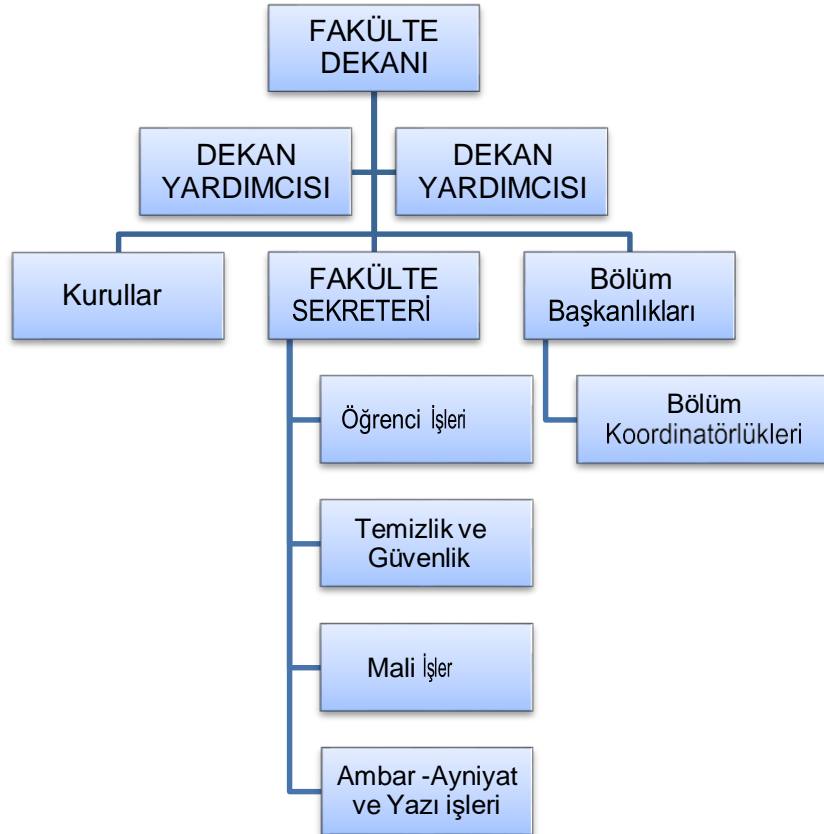 FAKÜLTE
DEKANI
DEKAN
YARDIMCISI
DEKAN
YARDIMCISI
Kurullar
FAKÜLTE
SEKRETERİ
Bölüm
Başkanlıkları
Öğrenci İşleri
Bölüm
Koordinatörlükleri
Temizlik ve
Güvenlik
Mali İşler
Ambar -Ayniyat
ve Yazı işleri